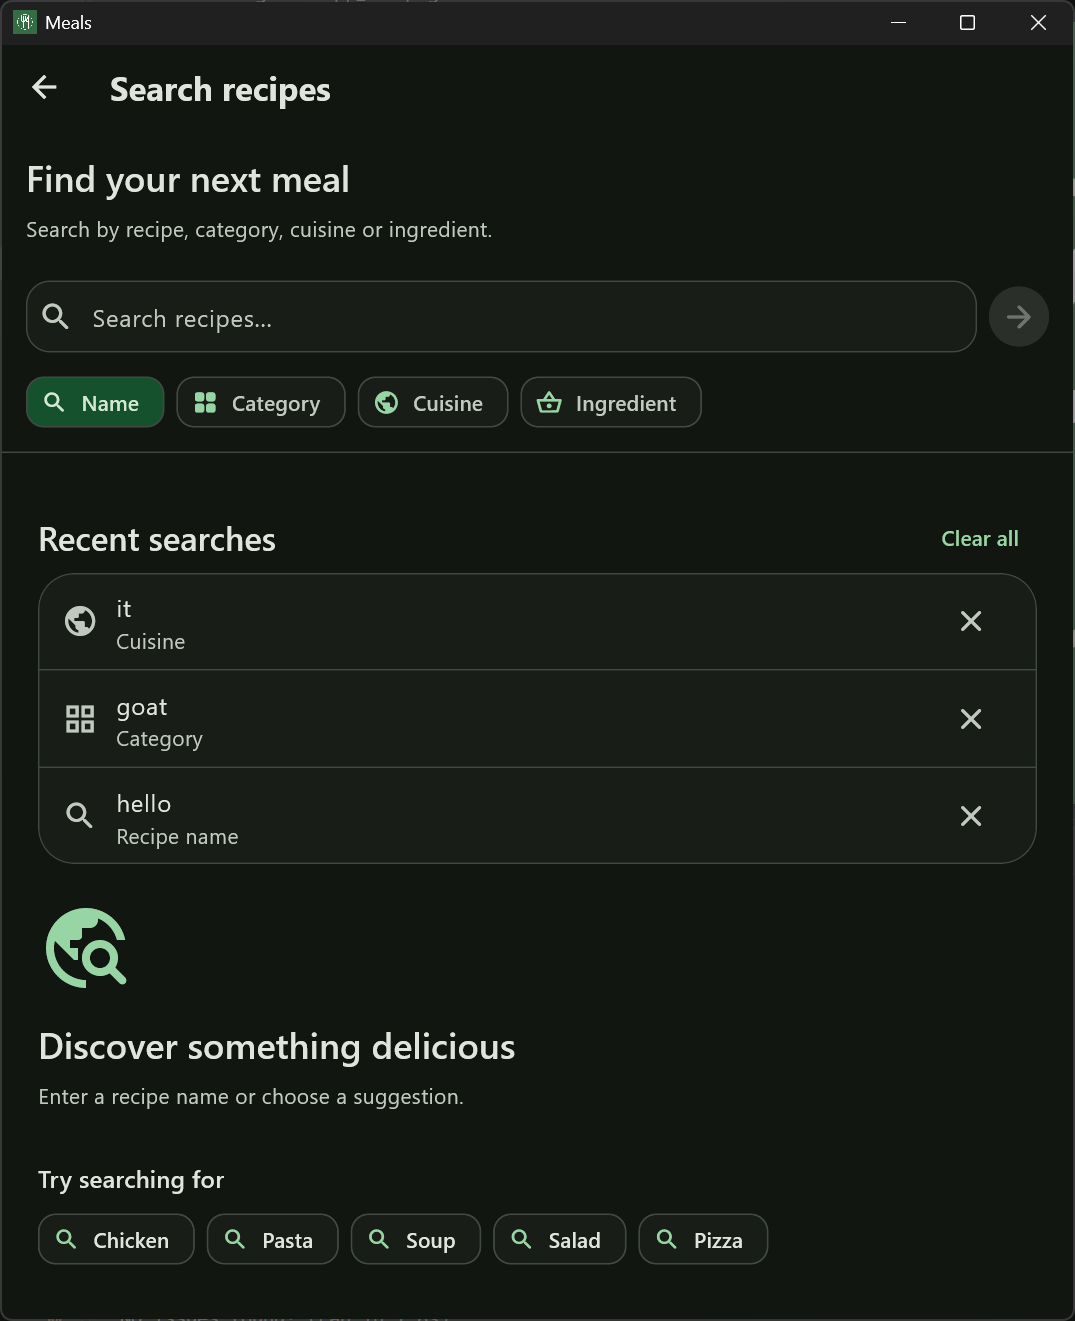 Meals
Search recipes
Find your next meal
Search by recipe, category, cuisine or ingredient.
Search recipes...
Name Category Cuisine Ingredient
Recent searches Clear all
it
Cuisine
goat
Category
hello
Recipe name
Discover something delicious
Enter a recipe name or choose a suggestion.
Try searching for
Chicken Pasta Soup Salad Pizza